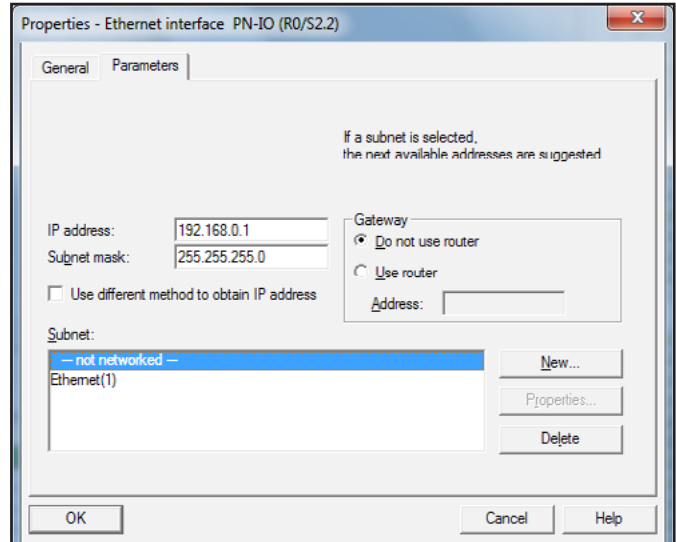 Properties - Ethernet interface PN-IO (R0/S2.2)
General
Parameters
If a subnet is selected,
the next available addresses are suggested
IP address:
192.168.0.1
Subnet mask:
255.255.255.0
Use different method to obtain IP address
Gateway
Do not use router
Use router
Address:
Subnet:
--- not networked ---
Ethernet(1)
New...
Properties...
Delete
OK
Cancel
Help